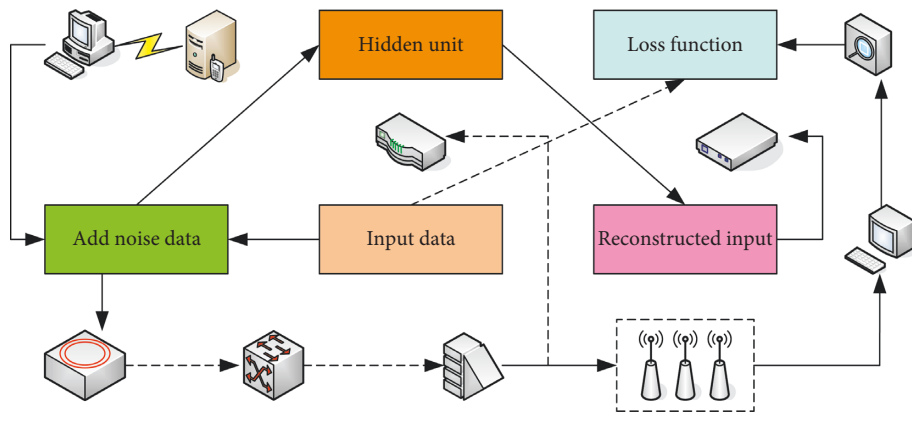 Hidden unit
Loss function
Add noise data
Input data
Reconstructed input